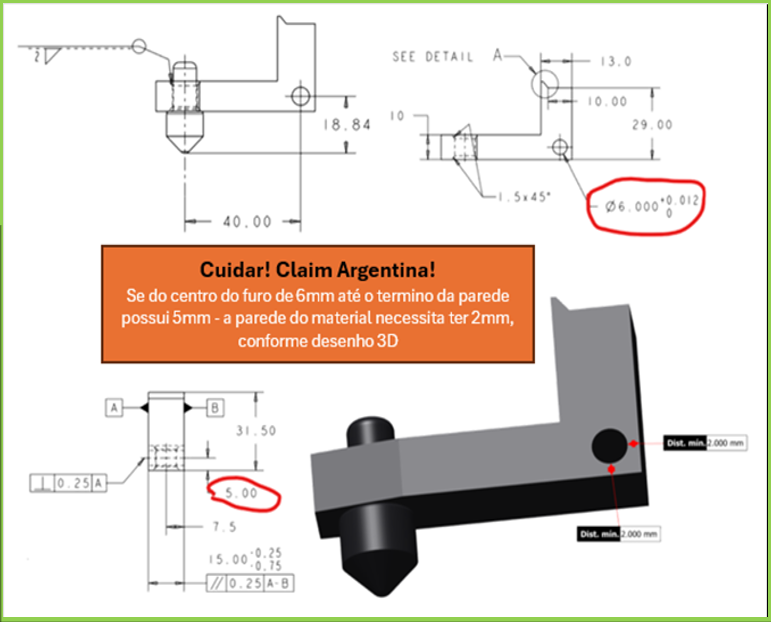 2
18.84
40.00
SEE DETAIL A
13.0
10.00
29.00
10
1.5x45°
Ø6.000 +0.012 0
Cuidar! Claim Argentina!
Se do centro do furo de 6mm até o termino da parede
possui 5mm - a parede do material necessita ter 2mm,
conforme desenho 3D
A
B
31.50
⊥ 0.25 A
5.00
7.5
15.00 -0.25 -0.75
// 0.25 A-B
Dist. min. 2.000 mm
Dist. min. 2.000 mm